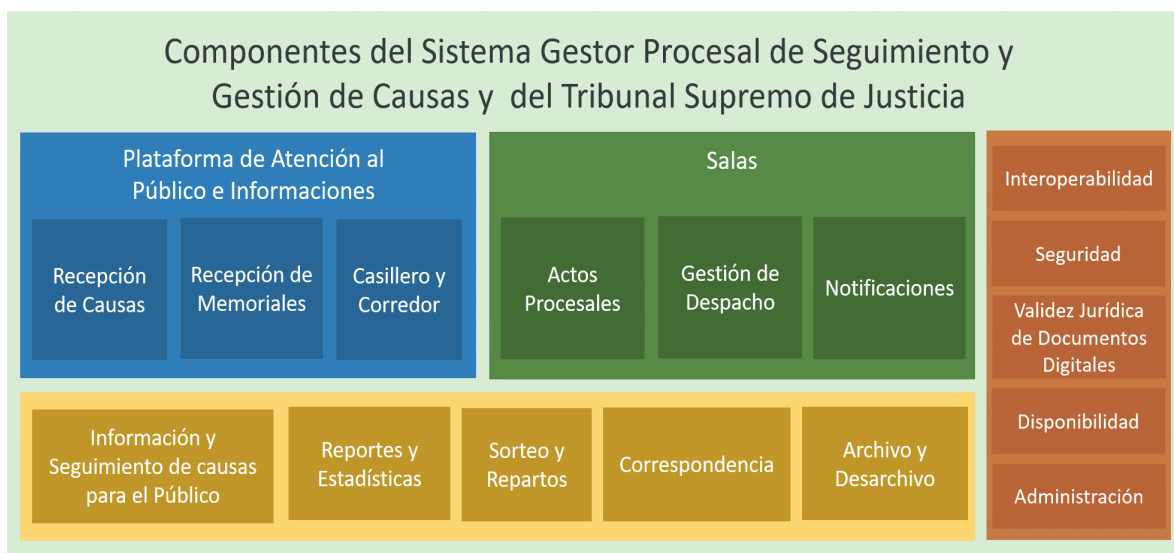 Componentes del Sistema Gestor Procesal de Seguimiento y
Gestión de Causas y del Tribunal Supremo de Justicia
Plataforma de Atención al
Público e Informaciones
Recepción
de Causas
Recepción de
Memoriales
Casillero y
Corredor
Salas
Actos
Procesales
Gestión de
Despacho
Notificaciones
Información y
Seguimiento de causas
para el Público
Reportes y
Estadísticas
Sorteo y
Repartos
Correspondencia
Archivo y
Desarchivo
Interoperabilidad
Seguridad
Validez Jurídica
de Documentos
Digitales
Disponibilidad
Administración